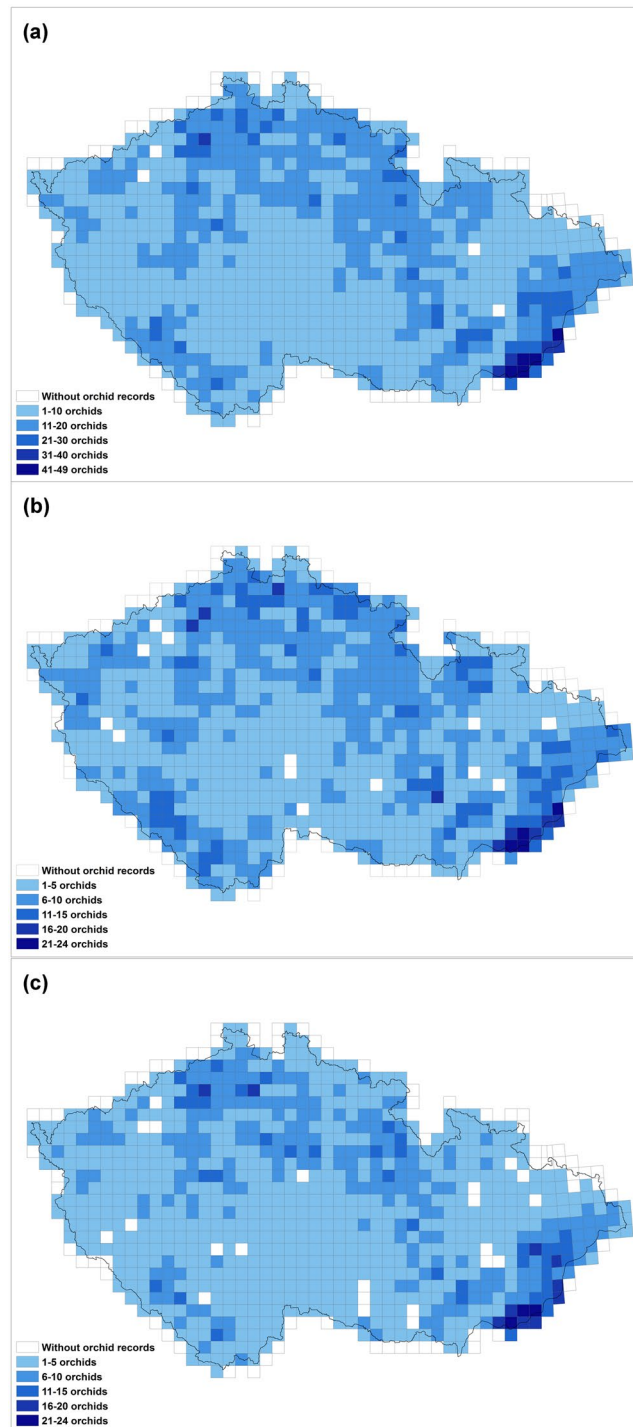 (a)
Without orchid records
1-10 orchids
11-20 orchids
21-30 orchids
31-40 orchids
41-49 orchids
(b)
Without orchid records
1-5 orchids
6-10 orchids
11-15 orchids
16-20 orchids
21-24 orchids
(c)
Without orchid records
1-5 orchids
6-10 orchids
11-15 orchids
16-20 orchids
21-24 orchids